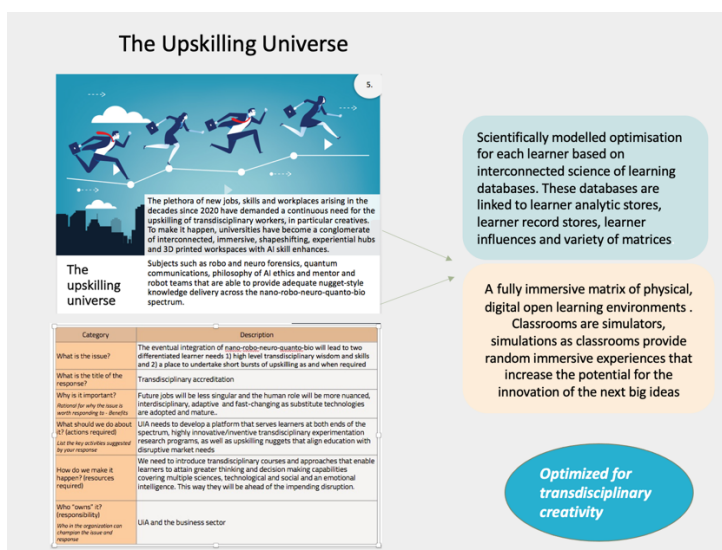 The Upskilling Universe
5.
The plethora of new jobs, skills and workplaces arising in the
decades since 2020 have demanded a continuous need for the
upskilling of transdisciplinary workers, in particular creatives.
To make it happen, universities have become a conglomerate
of interconnected, immersive, shapeshifting, experiential hubs
and 3D printed workspaces with AI skill enhances.
The
upskilling
universe
Subjects such as robo and neuro forensics, quantum
communications, philosophy of AI ethics and mentor and
robot teams that are able to provide adequate nugget-style
knowledge delivery across the nano-robo-neuro-quanto-bio
spectrum.
Category
Description
What is the issue?
The eventual integration of nano-robo-neuro-quanto-bio will lead to two
differentiated learner needs 1) high level transdisciplinary wisdom and skills
and 2) a place to undertake short bursts of upskilling as and when required
What is the title of the
response?
Transdisciplinary accreditation
Why is it important?
Rational for why the issue is
worth responding to - Benefits
Future jobs will be less singular and the human role will be more nuanced,
interdisciplinary, adaptive and fast-changing as substitute technologies
are adopted and mature..
What should we do about
it? (actions required)
List the key activities suggested
by your response
UiA needs to develop a platform that serves learners at both ends of the
spectrum, highly innovative/inventive transdisciplinary experimentation
research programs, as well as upskilling nuggets that align education with
disruptive market needs
How do we make it
happen? (resources
required)
We need to introduce transdisciplinary courses and approaches that enable
learners to attain greater thinking and decision making capabilities
covering multiple sciences, technological and social and an emotional
intelligence. This way they will be ahead of the impending disruption.
Who "owns" it?
(responsibility)
Who in the organization can
champion the issue and
response
UiA and the business sector
Scientifically modelled optimisation
for each learner based on
interconnected science of learning
databases. These databases are
linked to learner analytic stores,
learner record stores, learner
influences and variety of matrices
A fully immersive matrix of physical,
digital open learning environments .
Classrooms are simulators,
simulations as classrooms provide
random immersive experiences that
increase the potential for the
innovation of the next big ideas
Optimized for
transdisciplinary
creativity